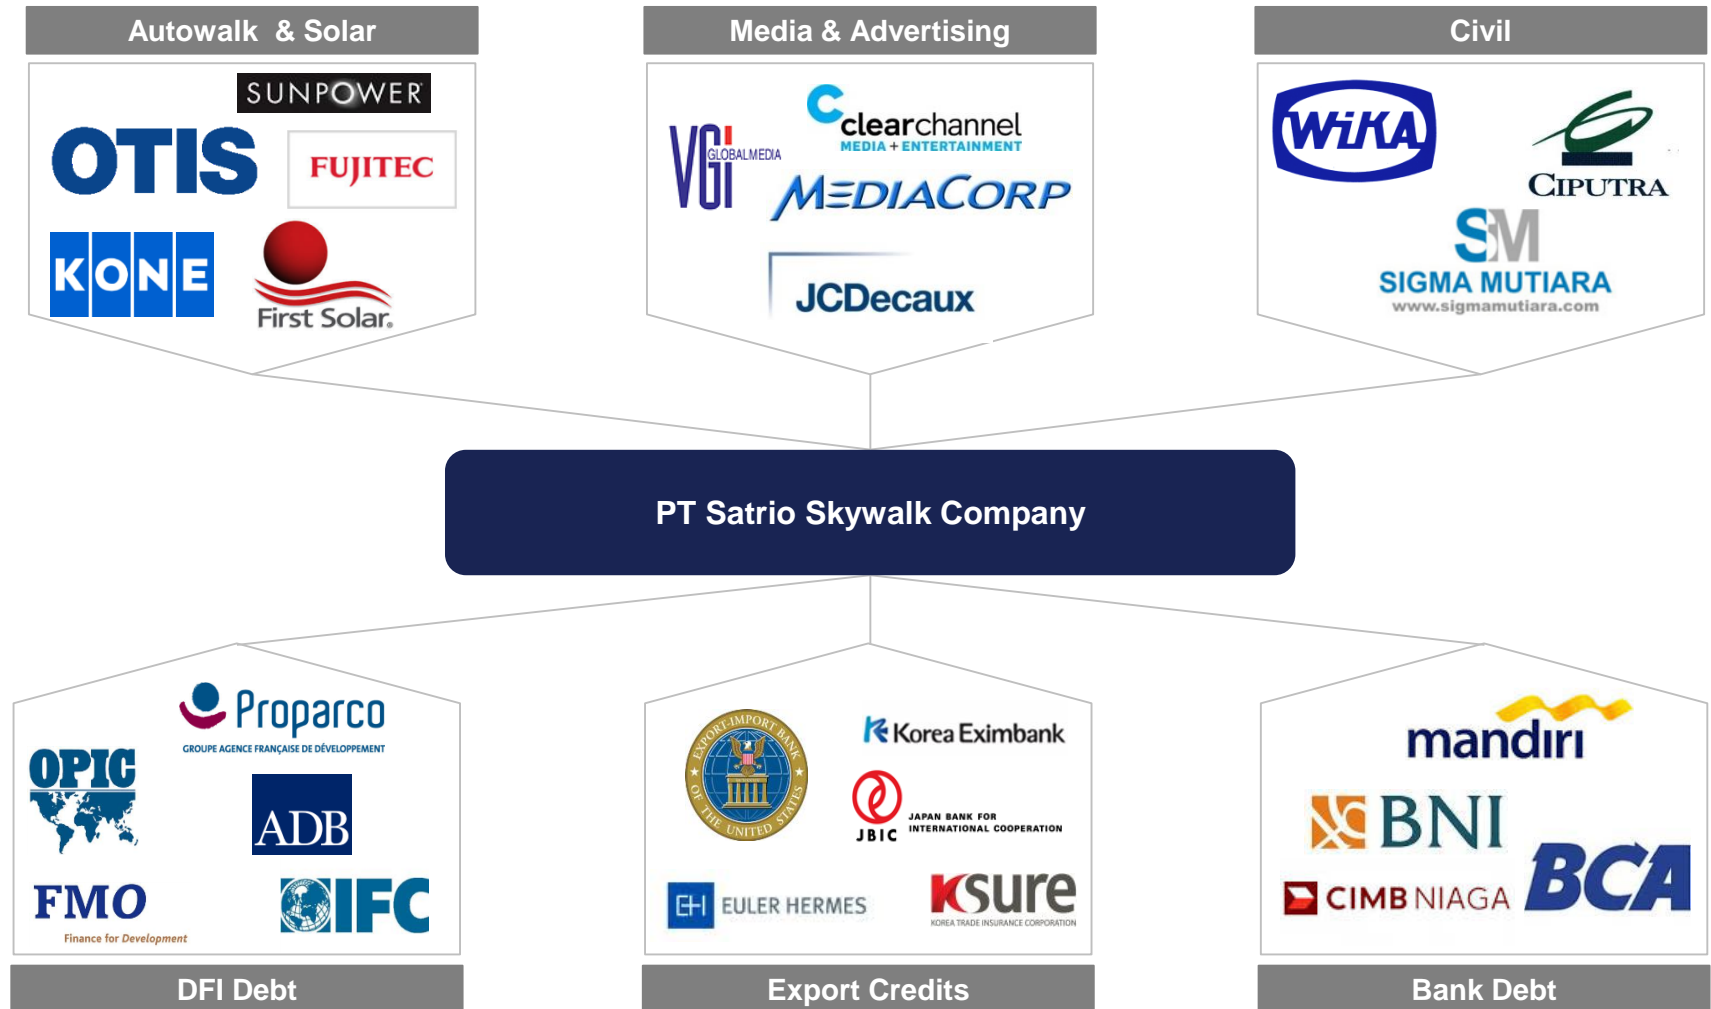 Autowalk & Solar
SUNPOWER
OTIS
FUJITEC
KONE
First Solar.
Media & Advertising
clearchannel
MEDIA + ENTERTAINMENT
VGi
GLOBALMEDIA
MEDIACORP
JCDecaux
Civil
WiKA
CIPUTRA
SM
SIGMA MUTIARA
www.sigmamutiara.com
PT Satrio Skywalk Company
Proparco
GROUPE AGENCE FRANÇAISE DE DÉVELOPPEMENT
OPIC
ADB
FMO
Finance for Development
IFC
DFI Debt
EXPORT-IMPORT BANK
OF THE UNITED STATES
Korea Eximbank
JBIC
JAPAN BANK FOR
INTERNATIONAL COOPERATION
EH EULER HERMES
Ksure
KOREA TRADE INSURANCE CORPORATION
Export Credits
mandiri
BNI
CIMB NIAGA
BCA
Bank Debt